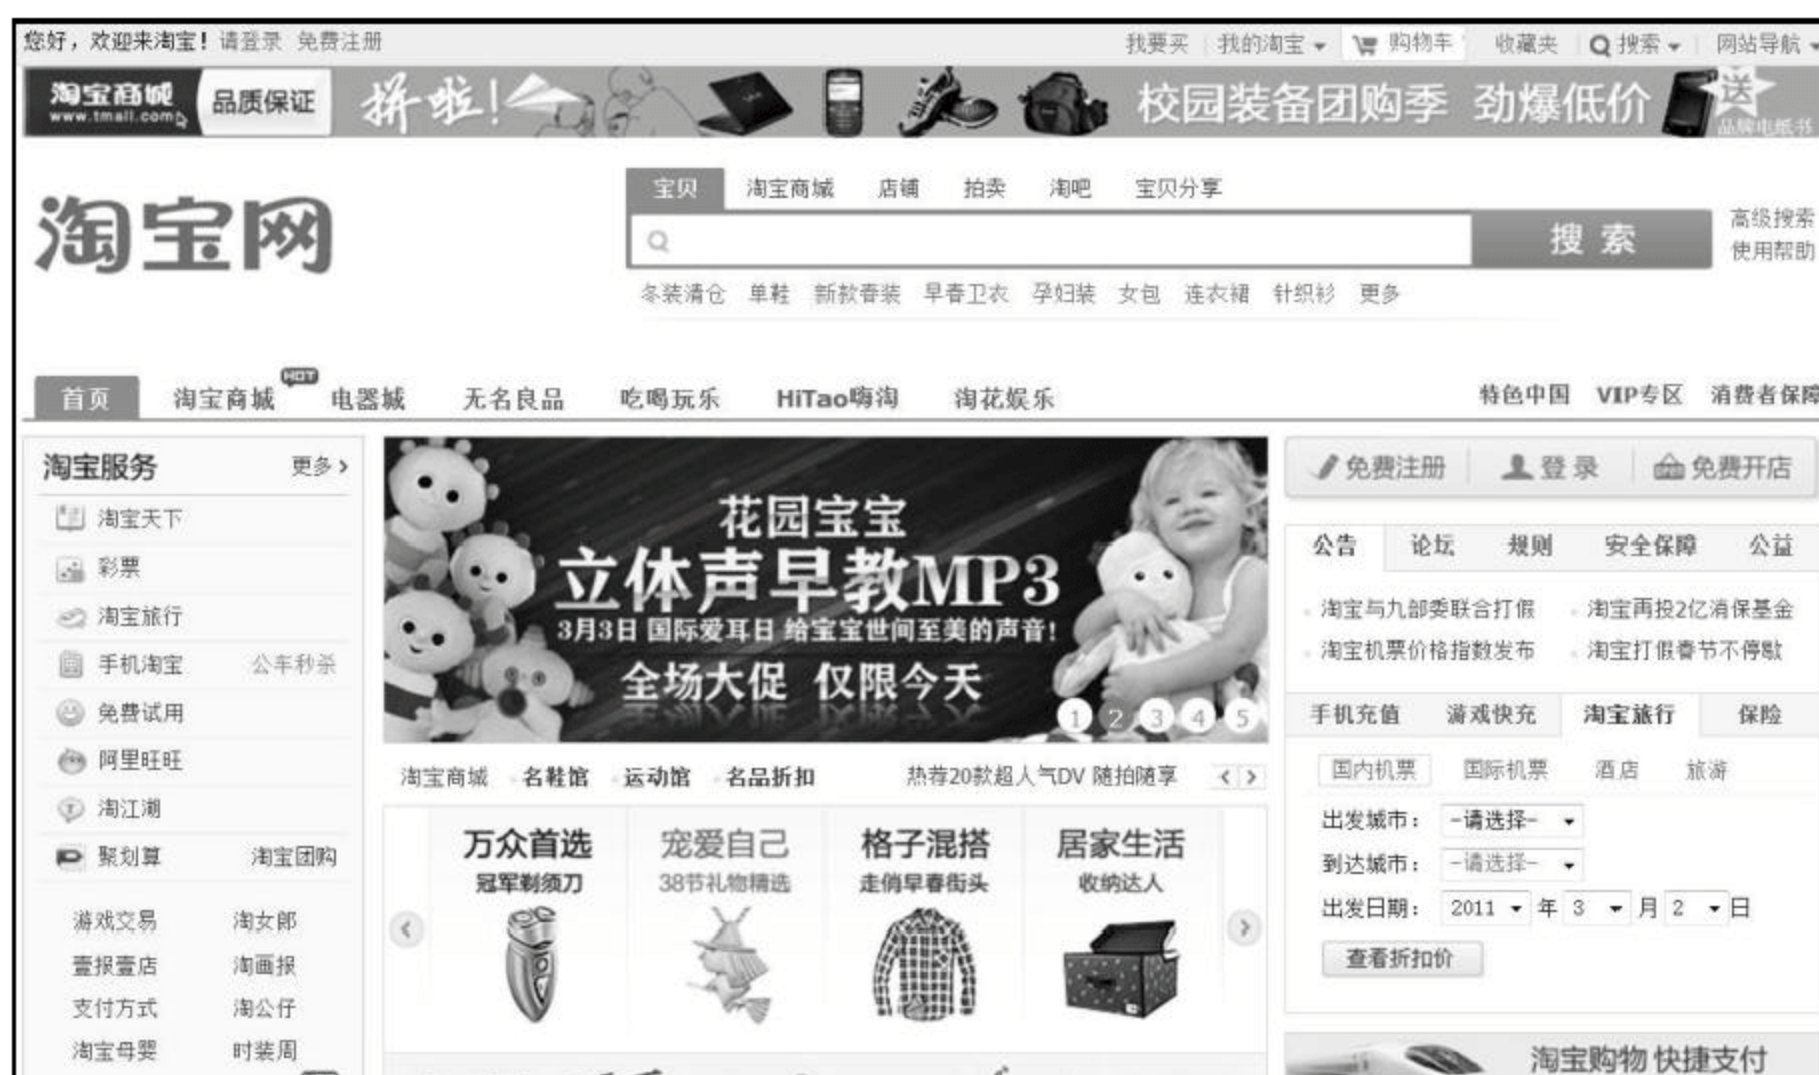 您好，欢迎来淘宝！请登录 免费注册
我要买 我的淘宝 购物车 收藏夹 搜索 网站导航
淘宝商城 品质保证 拼啦! 校园装备团购季 劲爆低价 送
www.tmall.com
品牌电纸书
淘宝网
宝贝 淘宝商城 店铺 拍卖 淘吧 宝贝分享
搜 索
高级搜索
使用帮助
冬装清仓 单鞋 新款春装 早春卫衣 孕妇装 女包 连衣裙 针织衫 更多
首页 淘宝商城 HOT 电器城 无名良品 吃喝玩乐 HiTao嗨淘 淘花娱乐
特色中国 VIP专区 消费者保障
淘宝服务 更多
淘宝天下
彩票
淘宝旅行
手机淘宝 公车秒杀
免费试用
阿里旺旺
淘江湖
聚划算 淘宝团购
游戏交易 淘女郎
壹报壹店 淘画报
支付方式 淘公仔
淘宝母婴 时装周
花园宝宝
立体声早教MP3
3月3日 国际爱耳日 给宝宝世间至美的声音!
全场大促 仅限今天
1 2 3 4 5
淘宝商城 名鞋馆 运动馆 名品折扣 热荐20款超人气DV 随拍随享
万众首选 宠爱自己 格子混搭 居家生活
冠军剃须刀 38节礼物精选 走俏早春街头 收纳达人
免费注册 登录 免费开店
公告 论坛 规则 安全保障 公益
淘宝与九部委联合打假 淘宝再投2亿消保基金
淘宝机票价格指数发布 淘宝打假春节不停歇
手机充值 游戏快充 淘宝旅行 保险
国内机票 国际机票 酒店 旅游
出发城市： -请选择-
到达城市： -请选择-
出发日期： 2011 年 3 月 2 日
查看折扣价
淘宝购物 快捷支付